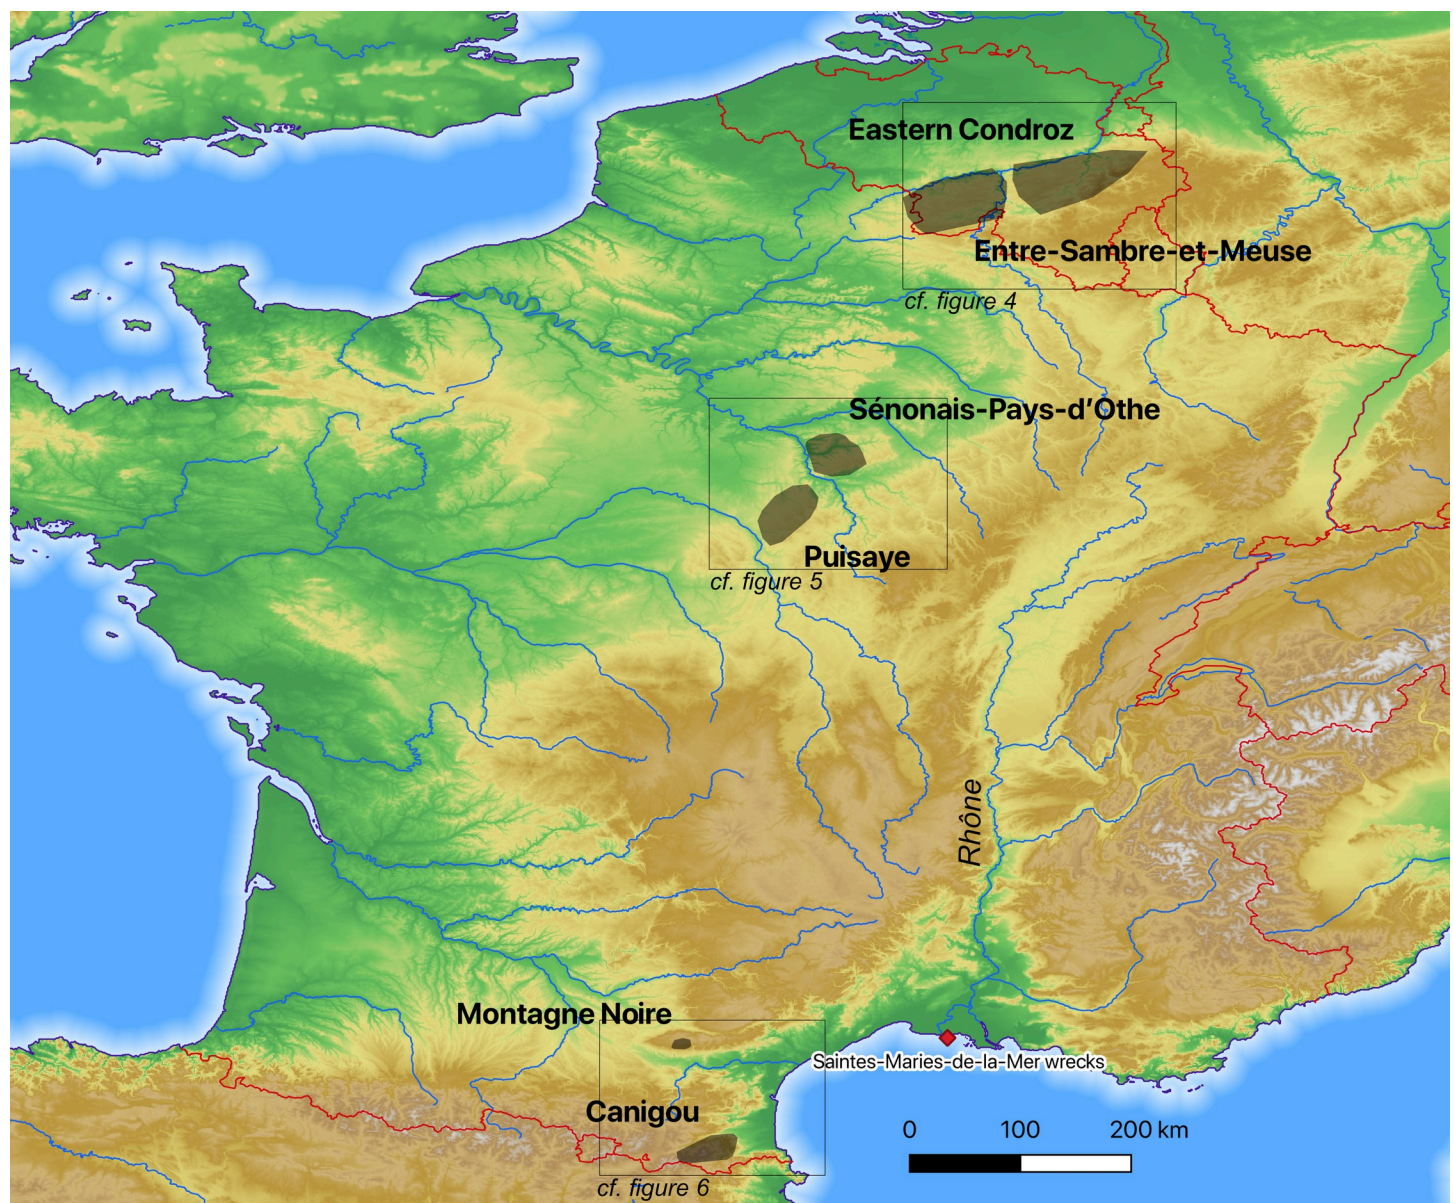 Eastern Condroz
Entre-Sambre-et-Meuse
cf. figure 4
Sénonais-Pays-d’Othe
Puisaye
cf. figure 5
Rhône
Montagne Noire
Saintes-Maries-de-la-Mer wrecks
Canigou
0 100 200 km
cf. figure 6